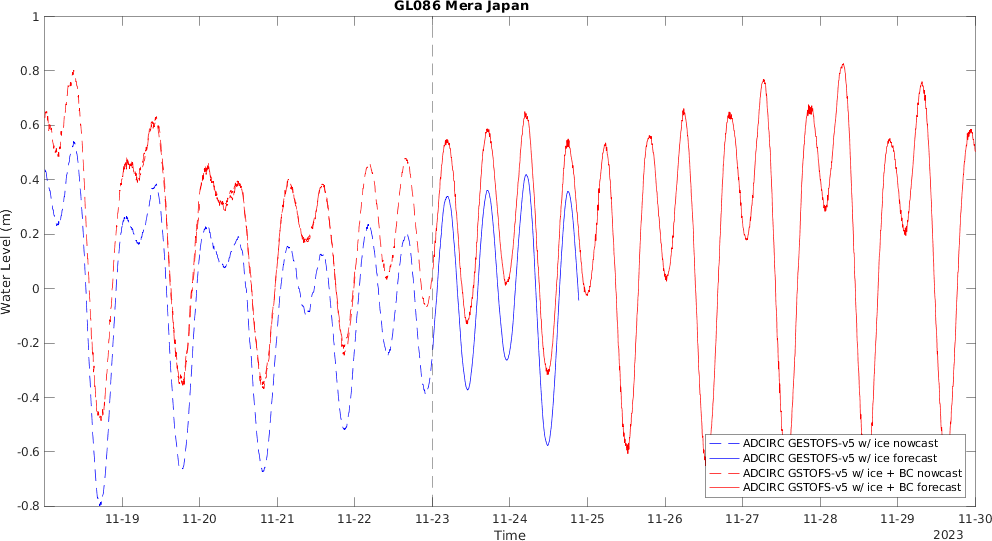 GL086 Mera Japan
1
0.8
0.6
0.4
0.2
0
-0.2
-0.4
-0.6
-0.8
Water Level (m)
ADCIRC GESTOFS-v5 w/ ice nowcast
ADCIRC GESTOFS-v5 w/ ice forecast
ADCIRC GSTOFS-v5 w/ ice + BC nowcast
ADCIRC GSTOFS-v5 w/ ice + BC forecast
11-19 11-20 11-21 11-22 11-23 11-24 11-25 11-26 11-27 11-28 11-29 11-30
Time
2023